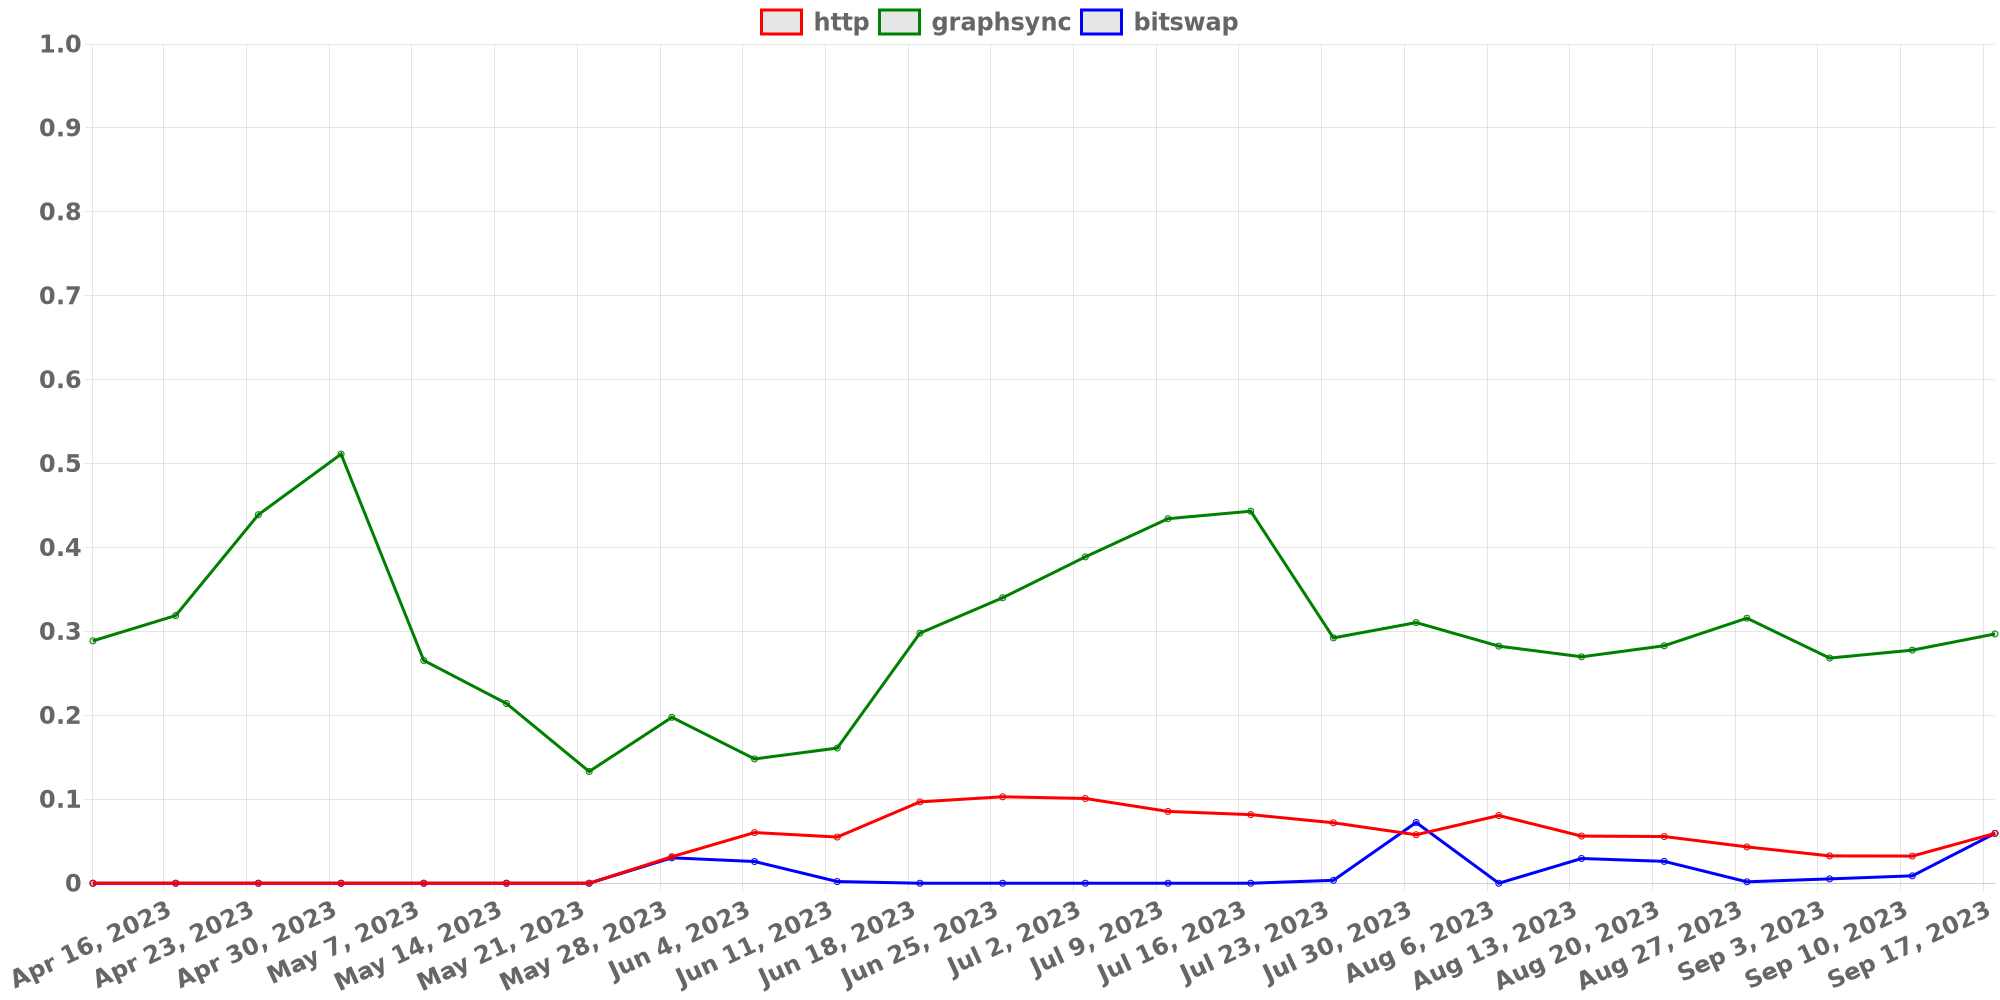 http graphsync bitswap
1.0
0.9
0.8
0.7
0.6
0.5
0.4
0.3
0.2
0.1
0
Apr 16, 2023
Apr 23, 2023
Apr 30, 2023
May 7, 2023
May 14, 2023
May 21, 2023
May 28, 2023
Jun 4, 2023
Jun 11, 2023
Jun 18, 2023
Jun 25, 2023
Jul 2, 2023
Jul 9, 2023
Jul 16, 2023
Jul 23, 2023
Jul 30, 2023
Aug 6, 2023
Aug 13, 2023
Aug 20, 2023
Aug 27, 2023
Sep 3, 2023
Sep 10, 2023
Sep 17, 2023